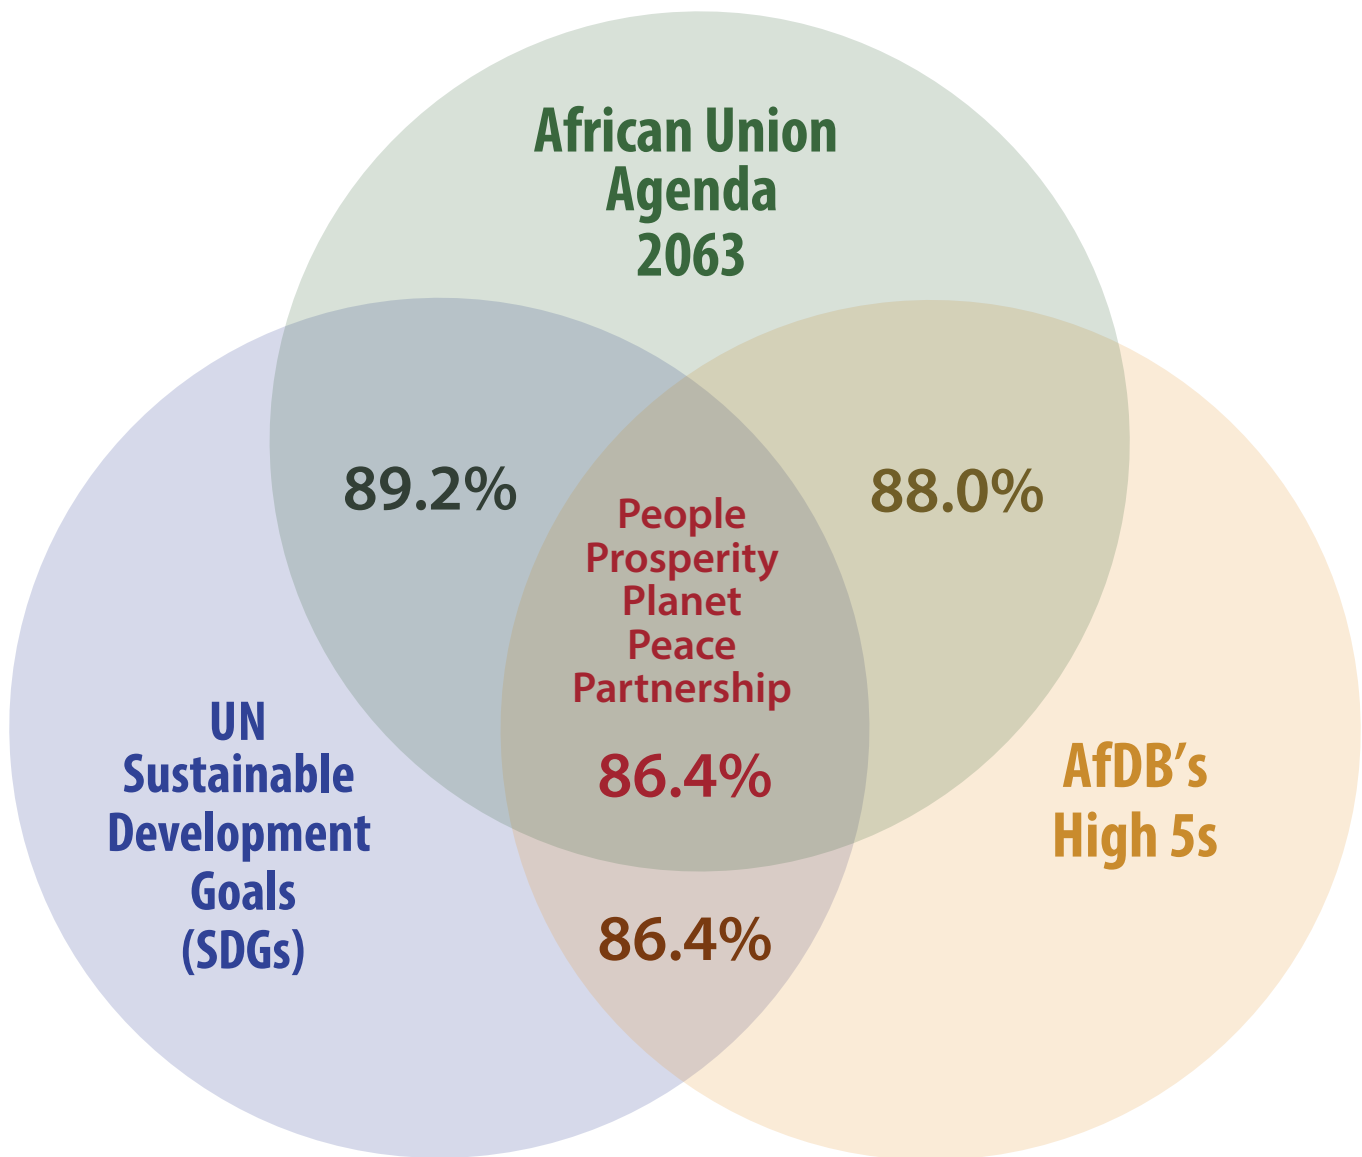 African Union
Agenda
2063
89.2%
88.0%
People
Prosperity
Planet
Peace
Partnership
86.4%
UN
Sustainable
Development
Goals
(SDGs)
AfDB’s
High 5s
86.4%